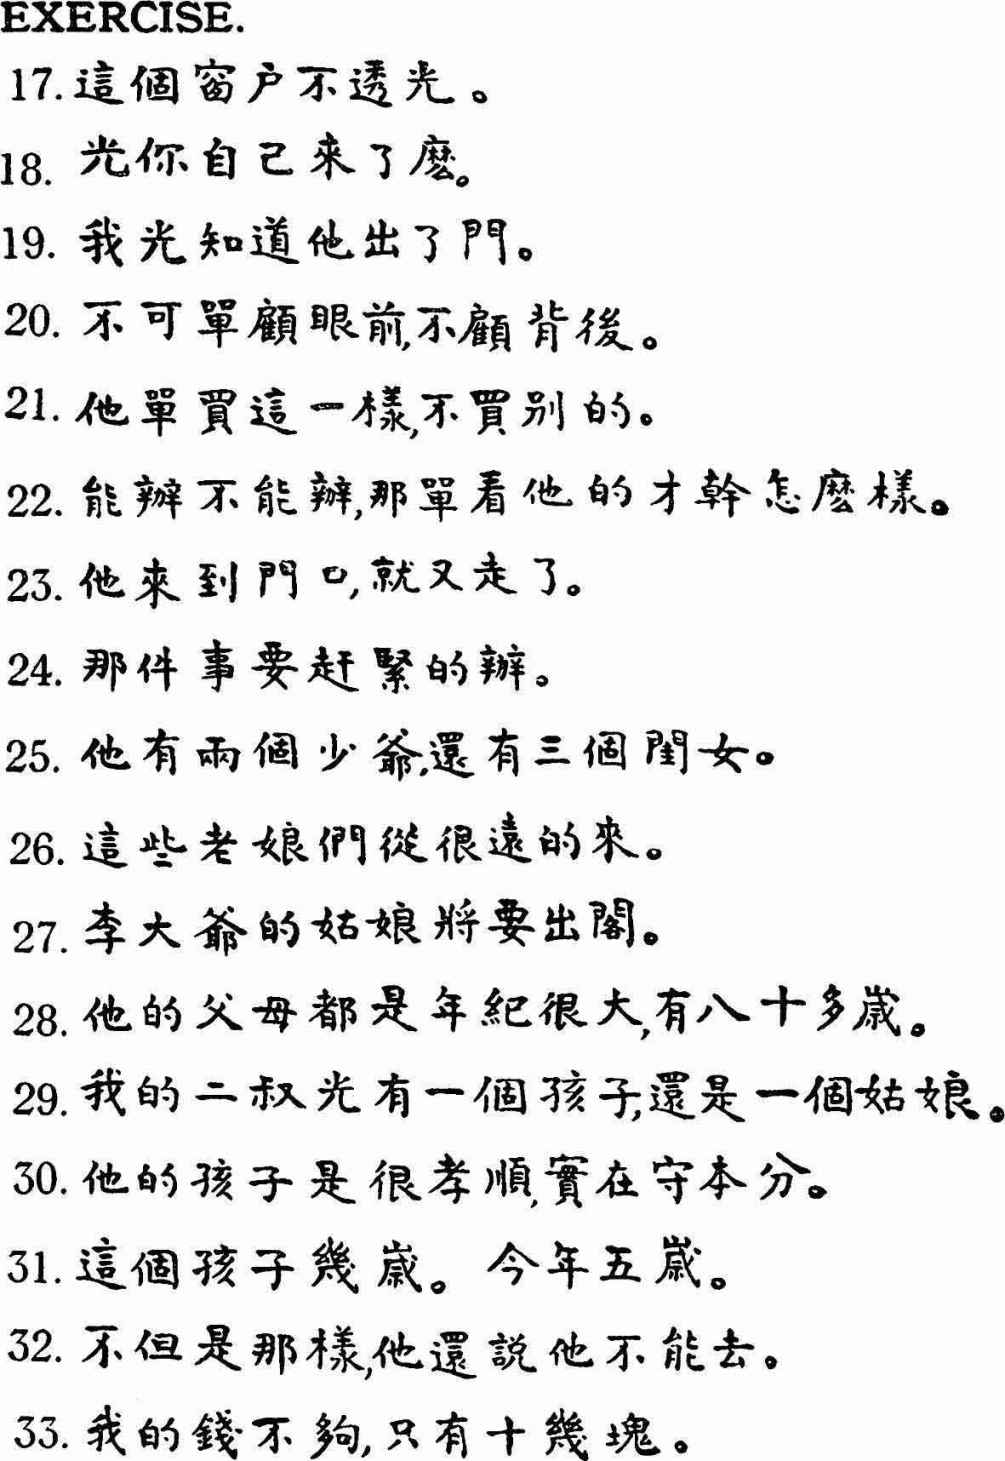 EXERCISE.
17. 這個窗户不透光。
18. 光你自己來了麽。
19. 我光知道他出了門。
20. 不可單顧眼前,不顧背後。
21. 他單買這一樣,不買別的。
22. 能辦不能辦,那單看他的才幹怎麽樣。
23. 他來到門口,就又走了。
24. 那件事要赶緊的辦。
25. 他有兩個少爺,還有三個閨女。
26. 這些老娘們從很遠的來。
27. 李大爺的姑娘將要出閣。
28. 他的父母都是年紀很大,有八十多歲。
29. 我的二叔光有一個孩子,還是一個姑娘。
30. 他的孩子是很孝順,實在守本分。
31. 這個孩子幾歲。 今年五歲。
32. 不但是那樣,他還說他不能去。
33. 我的錢不夠,只有十幾塊。